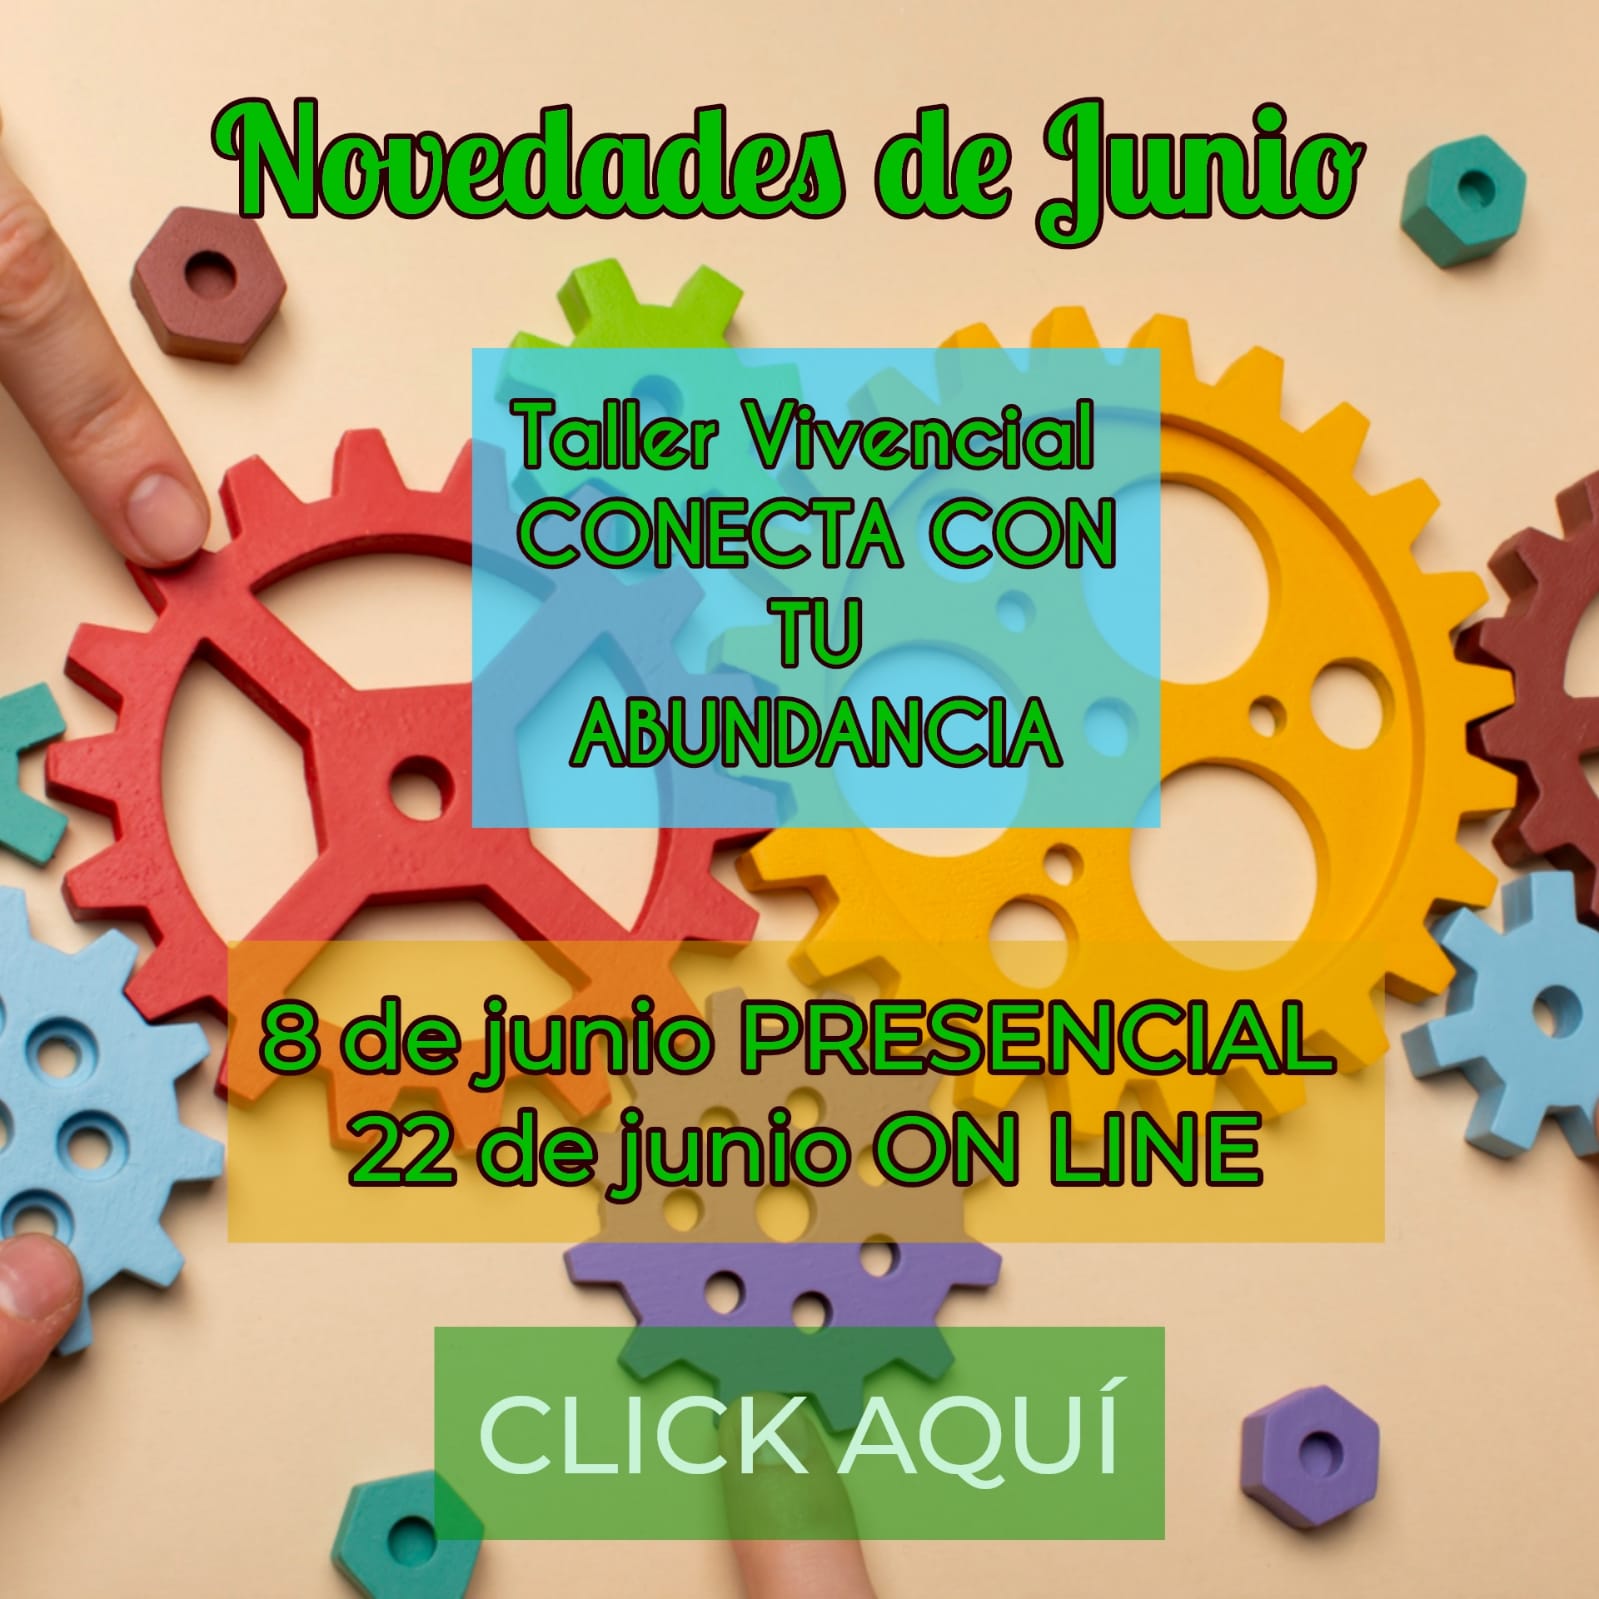 Novedades de Junio
Taller Vivencial
CONECTA CON
TU
ABUNDANCIA
8 de junio PRESENCIAL
22 de junio ON LINE
CLICK AQUÍ